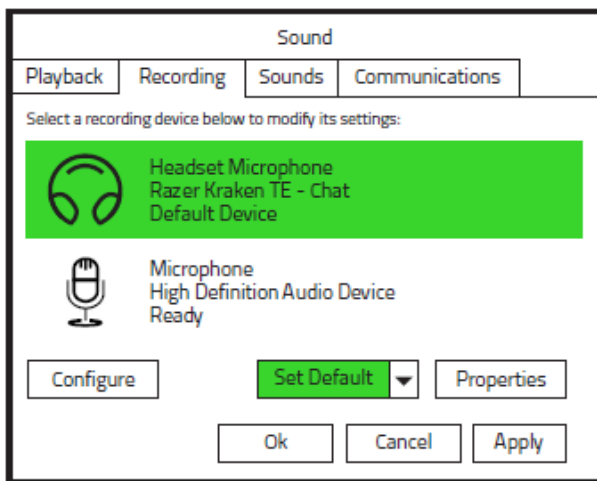 Sound
Playback Recording Sounds Communications
Select a recording device below to modify its settings:
Headset Microphone
Razer Kraken TE - Chat
Default Device
Microphone
High Definition Audio Device
Ready
Configure Set Default Properties
Ok Cancel Apply